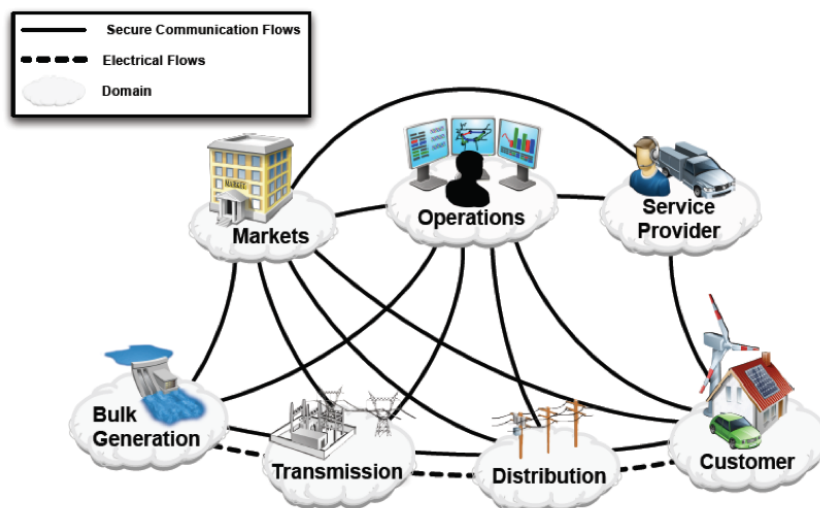 Secure Communication Flows
Electrical Flows
Domain
MARKET
Markets
Operations
Service
Provider
Bulk
Generation
Transmission
Distribution
Customer